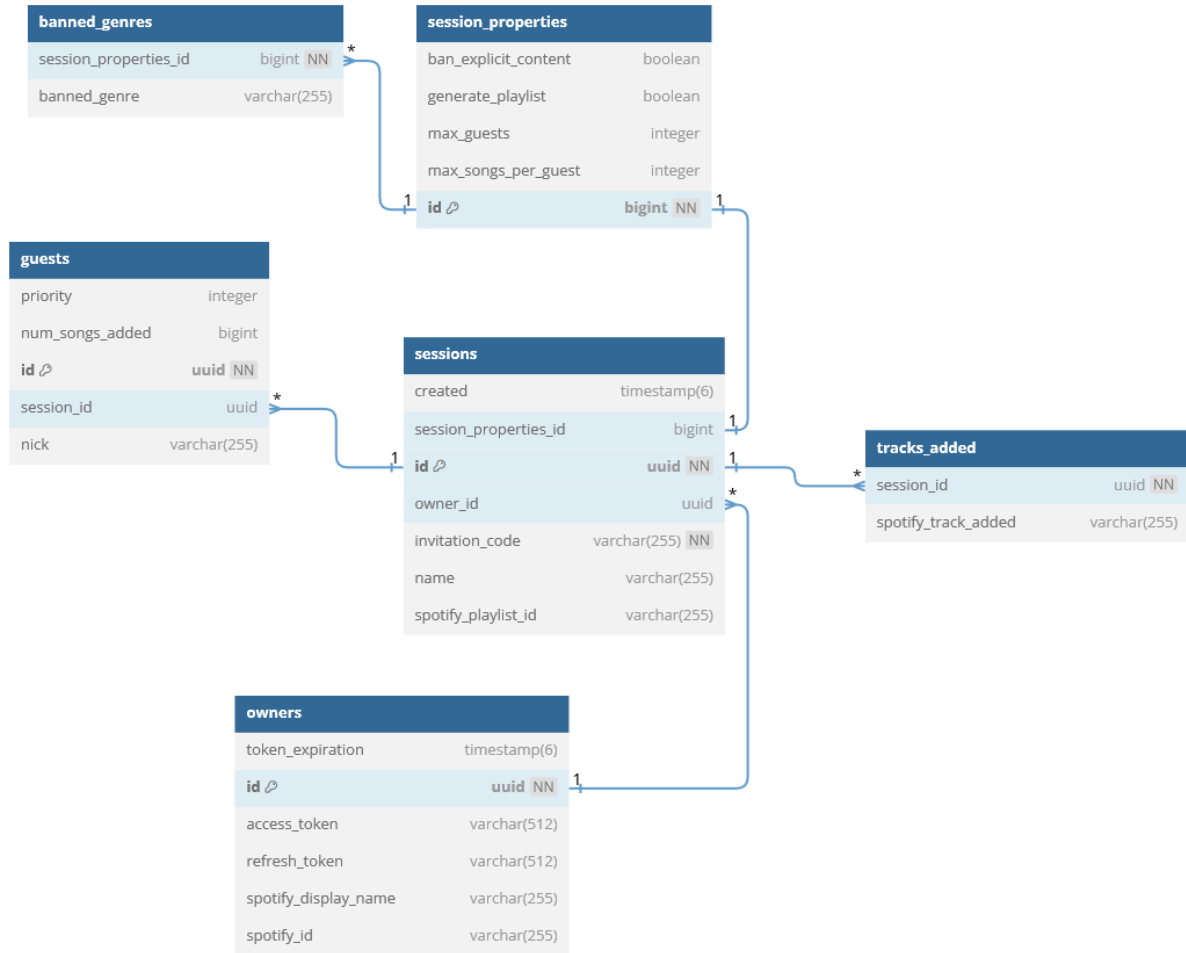 banned_genres
session_properties_id bigint NN
banned_genre varchar(255)
*
1
session_properties
ban_explicit_content boolean
generate_playlist boolean
max_guests integer
max_songs_per_guest integer
id bigint NN
1
guests
priority integer
num_songs_added bigint
id uuid NN
session_id uuid
nick varchar(255)
*
1
sessions
created timestamp(6)
session_properties_id bigint
id uuid NN
owner_id uuid
invitation_code varchar(255) NN
name varchar(255)
spotify_playlist_id varchar(255)
1
1
*
*
tracks_added
session_id uuid NN
spotify_track_added varchar(255)
owners
token_expiration timestamp(6)
id uuid NN
access_token varchar(512)
refresh_token varchar(512)
spotify_display_name varchar(255)
spotify_id varchar(255)
1